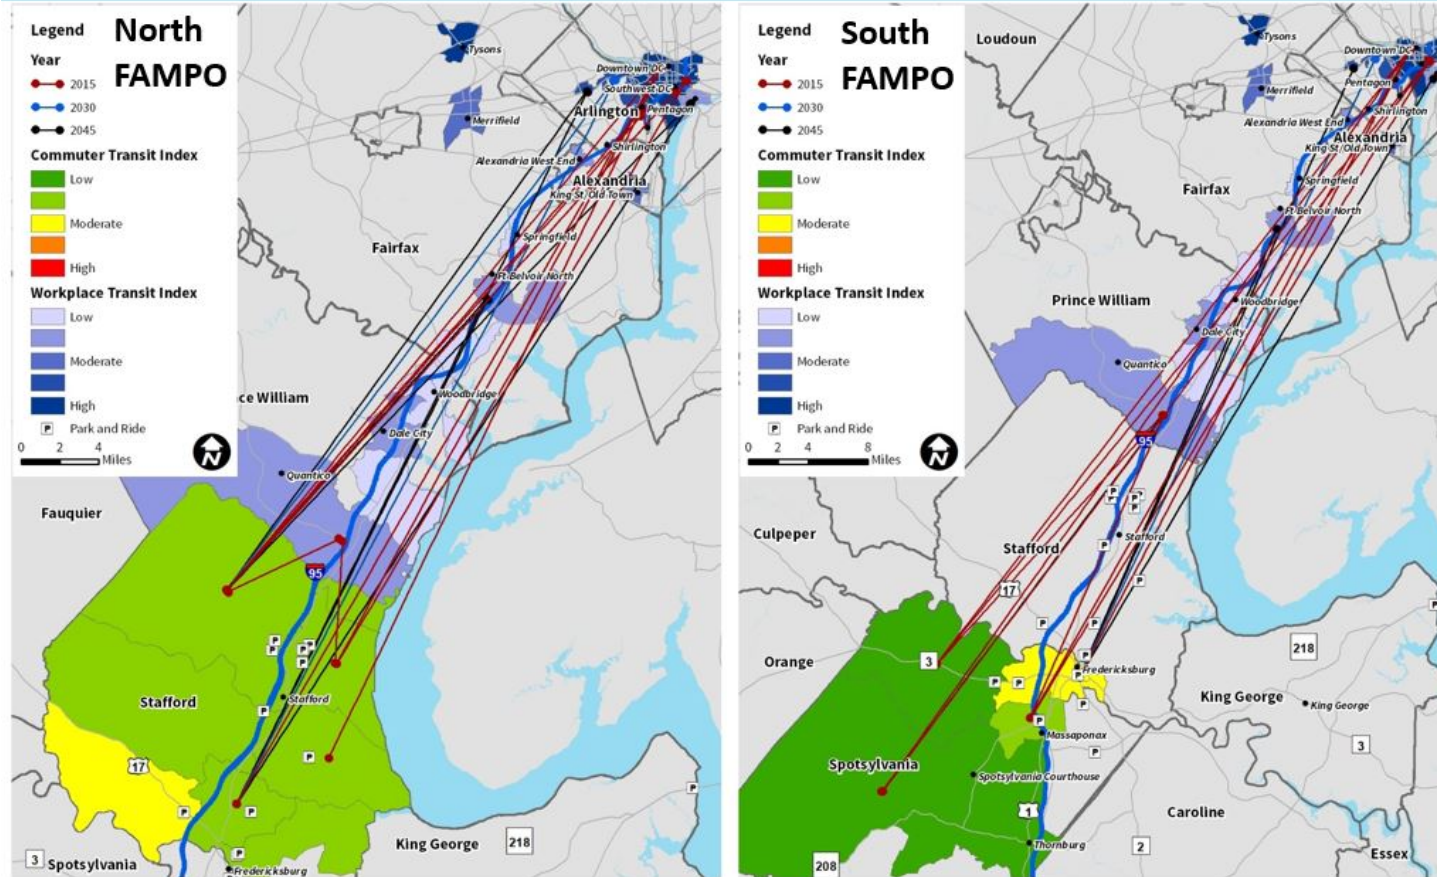 North
FAMPO
Legend
Year
2015
2030
2045
Commuter Transit Index
Low
Moderate
High
Workplace Transit Index
Low
Moderate
High
P Park and Ride
0 2 4
Miles
N
Tysons
Downtown DC
Southwest DC
Arlington
Pentagon
Merrifield
Shirlington
Alexandria West End
Alexandria
King St/Old Town
Fairfax
Springfield
Ft Belvoir North
Woodbridge
ce William
Dale City
Quantico
Fauquier
95
P
P
P
P
P
Stafford
Stafford
P
17
P
P
P
King George
218
P
3
Spotsylvania
P
Fredericksburg
South
FAMPO
Legend
Year
2015
2030
2045
Commuter Transit Index
Low
Moderate
High
Workplace Transit Index
Low
Moderate
High
P Park and Ride
0 2 4 8
Miles
N
Loudoun
Tysons
Downtown DC
Pentagon
Merrifield
Shirlington
Alexandria West End
Alexandria
King St/Old Town
Fairfax
Springfield
Ft Belvoir North
Prince William
Woodbridge
Dale City
Quantico
95
P
P
P
P
Culpeper
Stafford
Stafford
P
17
P
P
P
P
218
Orange
3
P
Fredericksburg
P
P
P
King George
King George
P
P
Massaponax
3
P
Spotsylvania
Spotsylvania Courthouse
1
Caroline
Thornburg
2
Essex
208